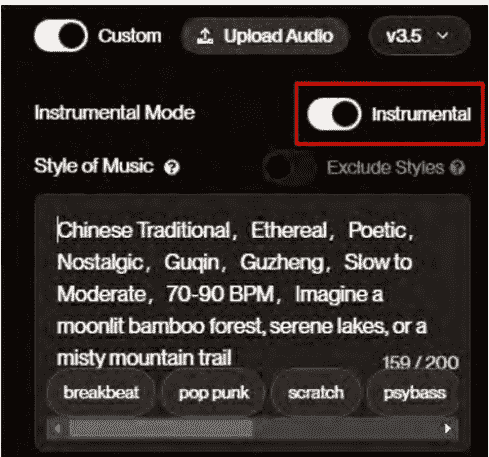 Custom Upload Audio v3.5
Instrumental Mode Instrumental
Style of Music ? Exclude Styles ?
Chinese Traditional, Ethereal, Poetic,
Nostalgic, Guqin, Guzheng, Slow to
Moderate, 70-90 BPM, Imagine a
moonlit bamboo forest, serene lakes, or a
misty mountain trail 159 / 200
breakbeat pop punk scratch psybass